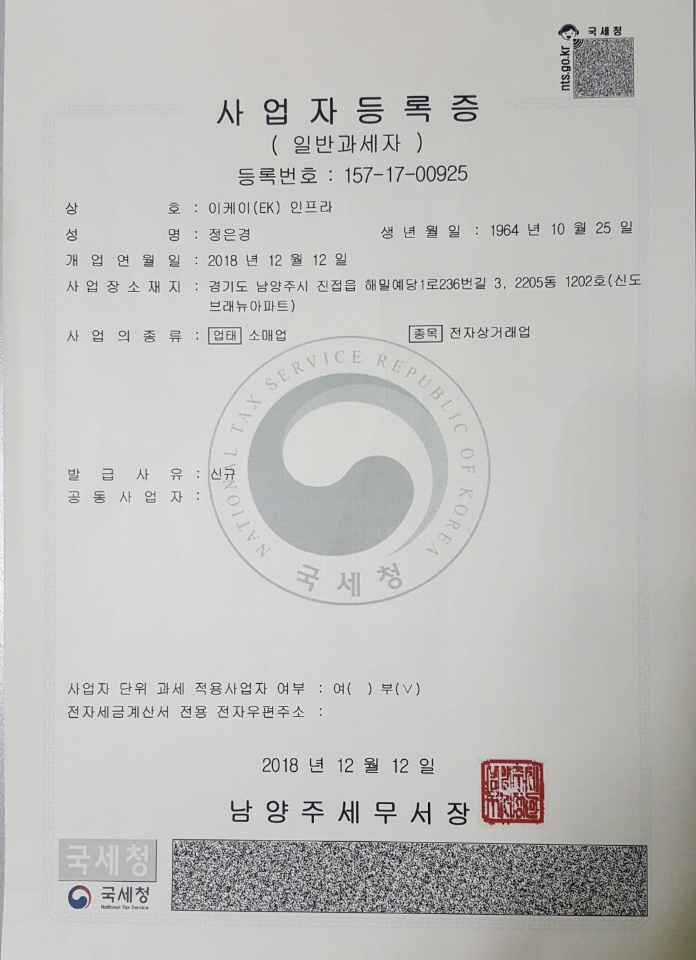 국세청
nts.go.kr
사업자등록증
( 일반과세자 )
등록번호 : 157-17-00925
상 호 : 이케이(EK) 인프라
성 명 : 정은경 생년월일 : 1964 년 10 월 25 일
개업연월일 : 2018 년 12 월 12 일
사업장소재지 : 경기도 남양주시 진접읍 해밀예당1로236번길 3, 2205동 1202호(신도
브래뉴아파트)
사업의종류 : 업태 소매업 종목 전자상거래업
NATIONAL TAX SERVICE REPUBLIC OF KOREA
발급사유 : 신규
공동사업자 :
국세청
사업자 단위 과세 적용사업자 여부 : 여( ) 부(∨)
전자세금계산서 전용 전자우편주소 :
2018 년 12 월 12 일
남양주세무서장
국세청
국세청
National Tax Service